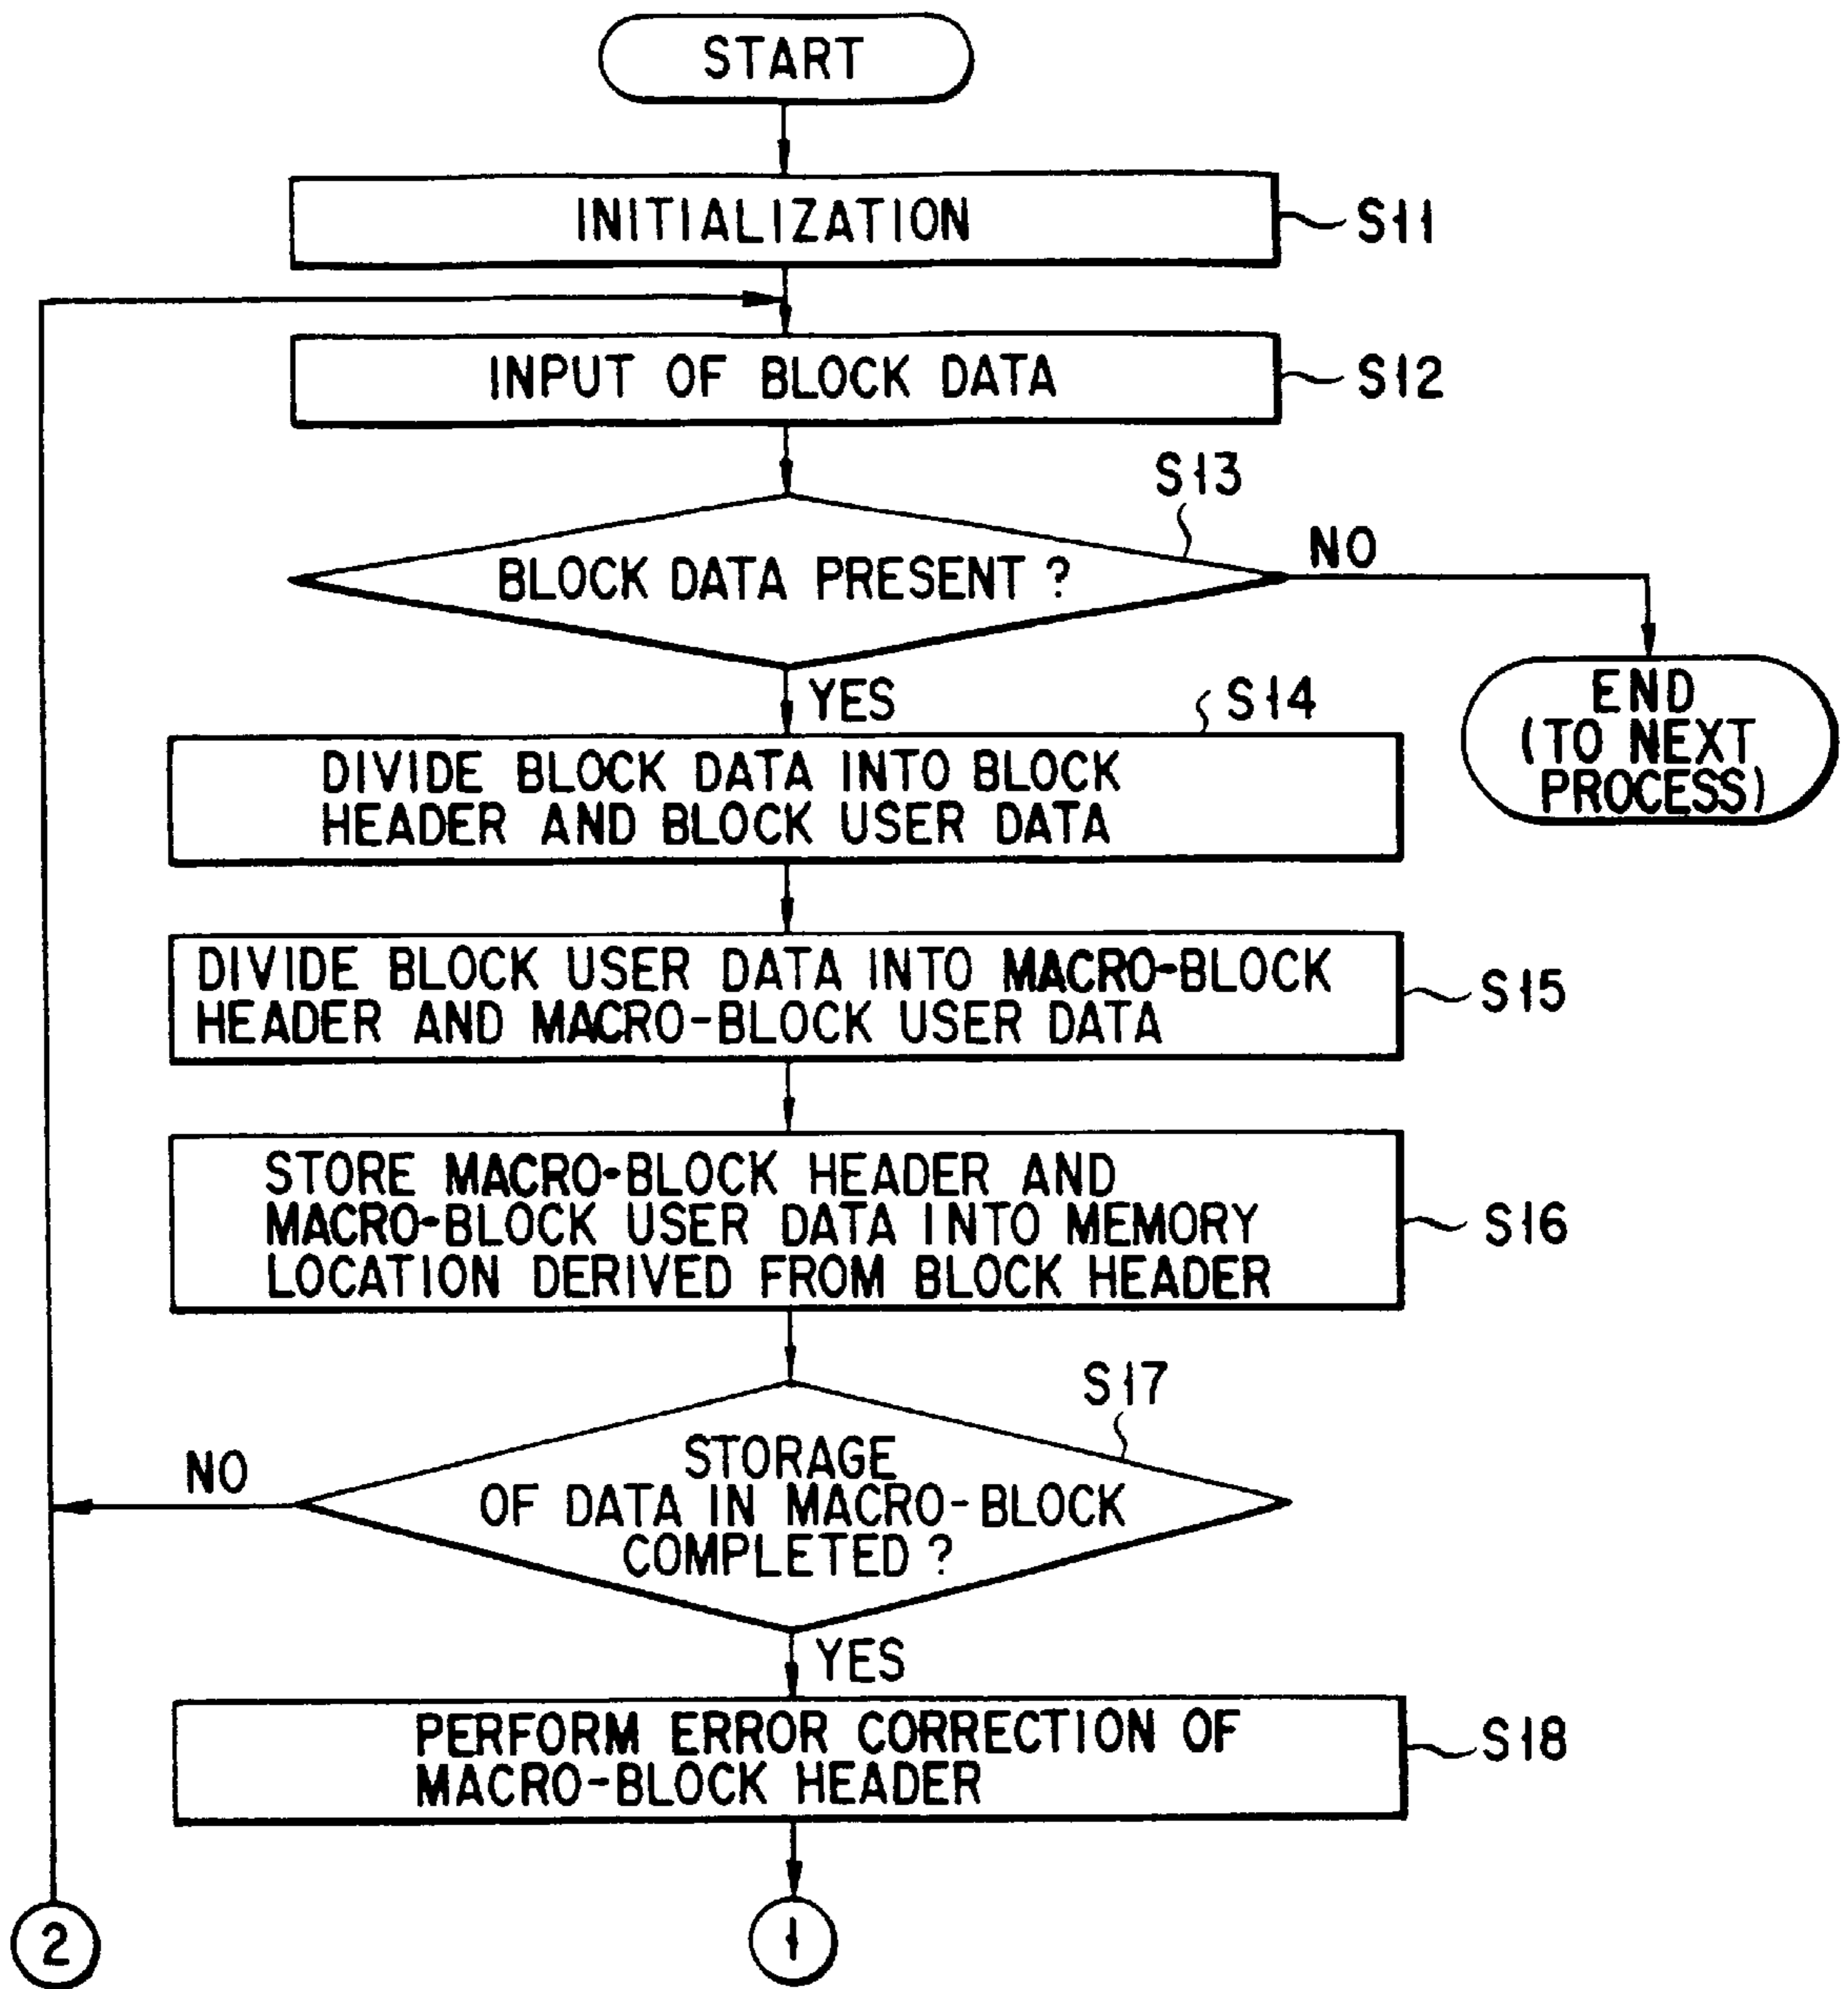 START
INITIALIZATION
S11
INPUT OF BLOCK DATA
S12
S13
BLOCK DATA PRESENT ?
NO
YES
S14
END
(TO NEXT
PROCESS)
DIVIDE BLOCK DATA INTO BLOCK
HEADER AND BLOCK USER DATA
DIVIDE BLOCK USER DATA INTO MACRO-BLOCK
HEADER AND MACRO-BLOCK USER DATA
S15
STORE MACRO-BLOCK HEADER AND
MACRO-BLOCK USER DATA INTO MEMORY
LOCATION DERIVED FROM BLOCK HEADER
S16
S17
STORAGE
OF DATA IN MACRO-BLOCK
COMPLETED ?
NO
YES
PERFORM ERROR CORRECTION OF
MACRO-BLOCK HEADER
S18
2
1